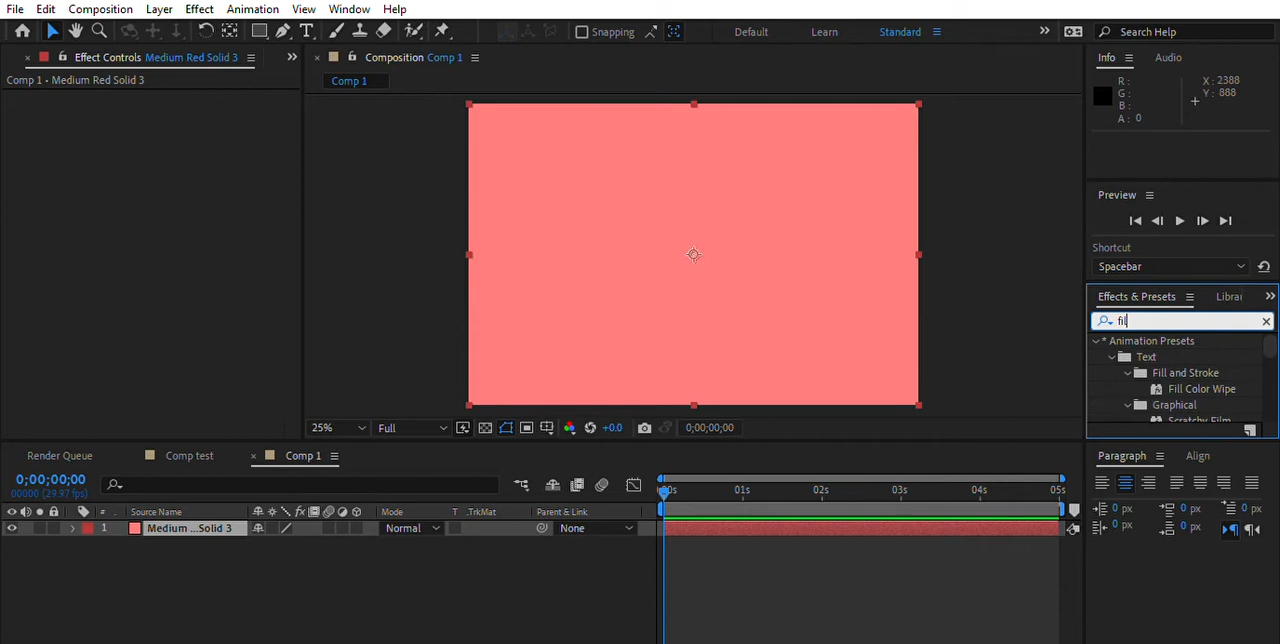 File Edit Composition Layer Effect Animation View Window Help
Snapping Default Learn Standard Search Help
× Effect Controls Medium Red Solid 3
Comp 1 • Medium Red Solid 3
× Composition Comp 1
Comp 1
Info Audio
R :
G :
B :
A : 0
X : 2388
Y : 888
Preview
Shortcut
Spacebar
Effects & Presets
fil
* Animation Presets
Text
Fill and Stroke
Fill Color Wipe
Graphical
Scratchy Film
25% Full +0.0 0;00;00;00
Render Queue Comp test × Comp 1
0;00;00;00
00000 (29.97 fps)
:00s 01s 02s 03s 04s 05s
# Source Name Mode T .TrkMat Parent & Link
1 Medium ...Solid 3 Normal None
Paragraph Align
0 px 0 px 0 px
0 px 0 px